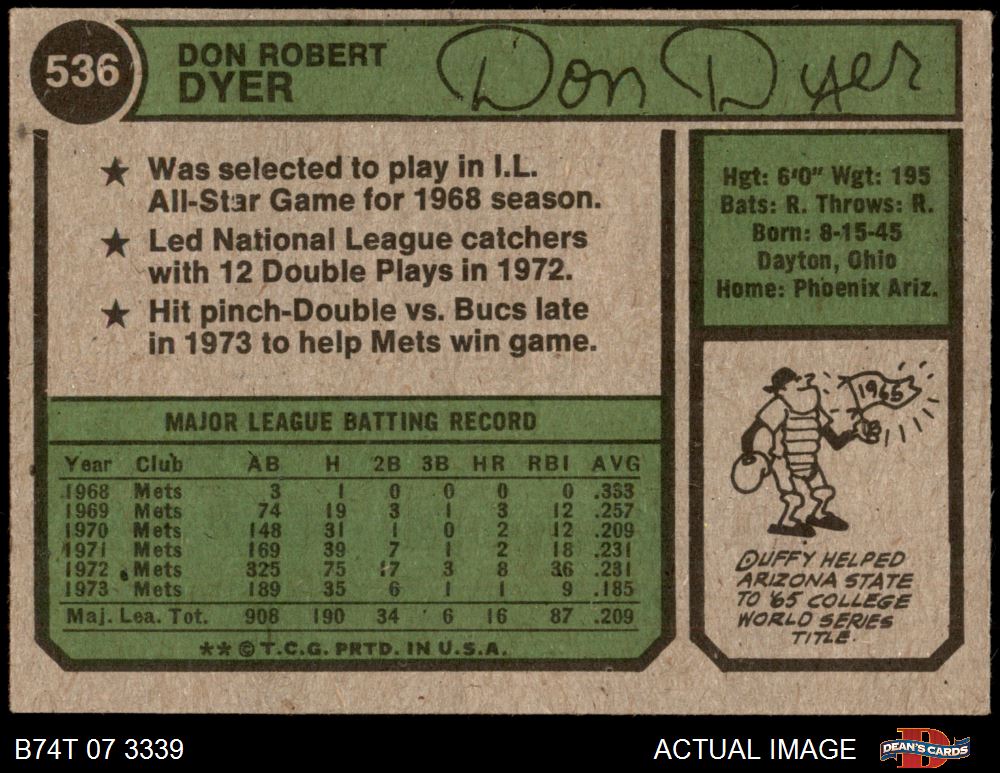 536
DON ROBERT
DYER
Don Dyer
★ Was selected to play in I.L.
All-Star Game for 1968 season.
★ Led National League catchers
with 12 Double Plays in 1972.
★ Hit pinch-Double vs. Bucs late
in 1973 to help Mets win game.
Hgt: 6'0" Wgt: 195
Bats: R. Throws: R.
Born: 8-15-45
Dayton, Ohio
Home: Phoenix Ariz.
1965
DUFFY HELPED
ARIZONA STATE
TO '65 COLLEGE
WORLD SERIES
TITLE.
MAJOR LEAGUE BATTING RECORD
Year Club AB H 2B 3B HR RBI AVG
1968 Mets 3 1 0 0 0 0 .333
1969 Mets 74 19 3 1 3 12 .257
1970 Mets 148 31 1 0 2 12 .209
1971 Mets 169 39 7 1 2 18 .231
1972 Mets 325 75 17 3 8 36 .231
1973 Mets 189 35 6 1 1 9 .185
Maj. Lea. Tot. 908 190 34 6 16 87 .209
** © T.C.G. PRTD. IN U.S.A.
B74T 07 3339
ACTUAL IMAGE
DEAN'S CARDS